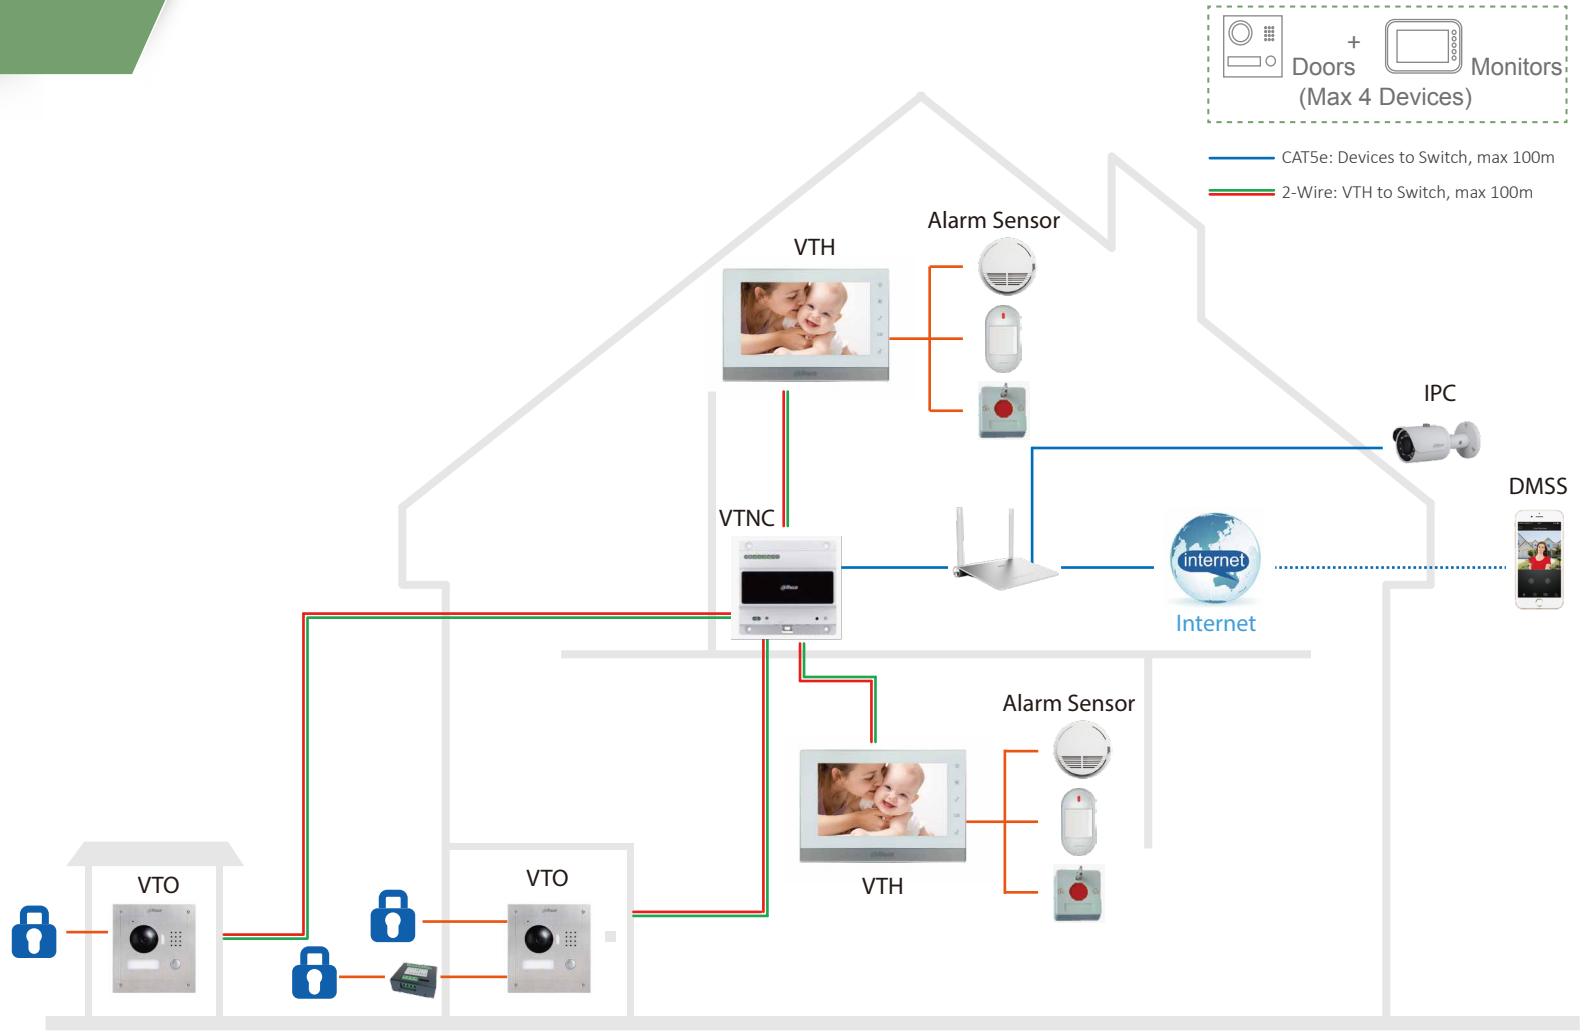 +
Doors Monitors
(Max 4 Devices)
CAT5e: Devices to Switch, max 100m
2-Wire: VTH to Switch, max 100m
Alarm Sensor
VTH
IPC
DMSS
VTNC
internet
Internet
Alarm Sensor
VTH
VTO
VTO